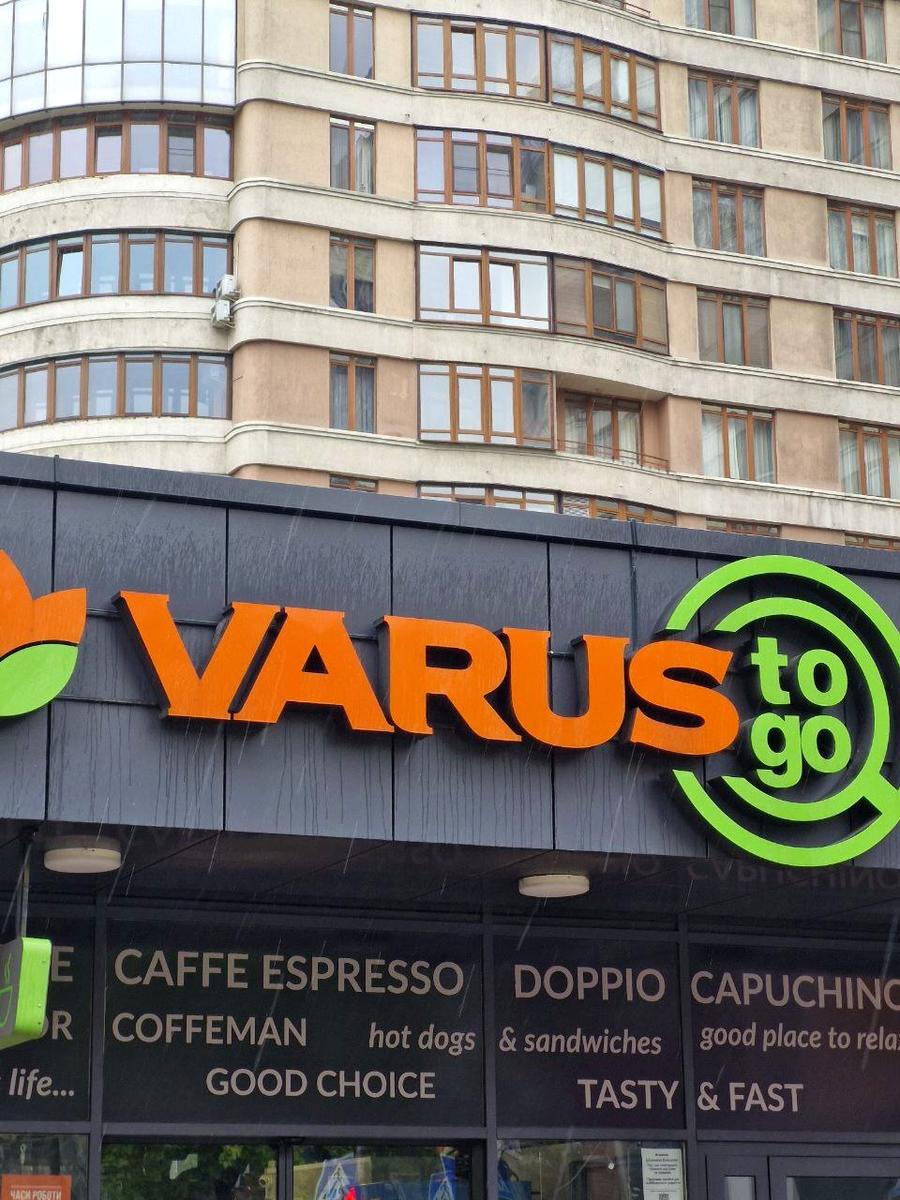 VARUS
to
go
E CAFFE ESPRESSO DOPPIO CAPUCHINO
OR COFFEMAN hot dogs & sandwiches good place to relax
life... GOOD CHOICE TASTY & FAST
ЧАСИ РОБОТИ